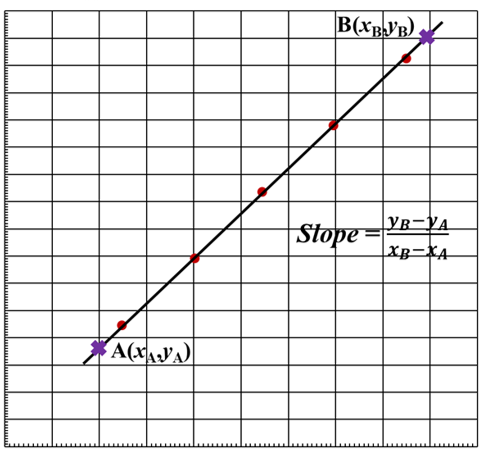 B(xB,yB)
Slope = yB−yA
xB−xA
A(xA,yA)